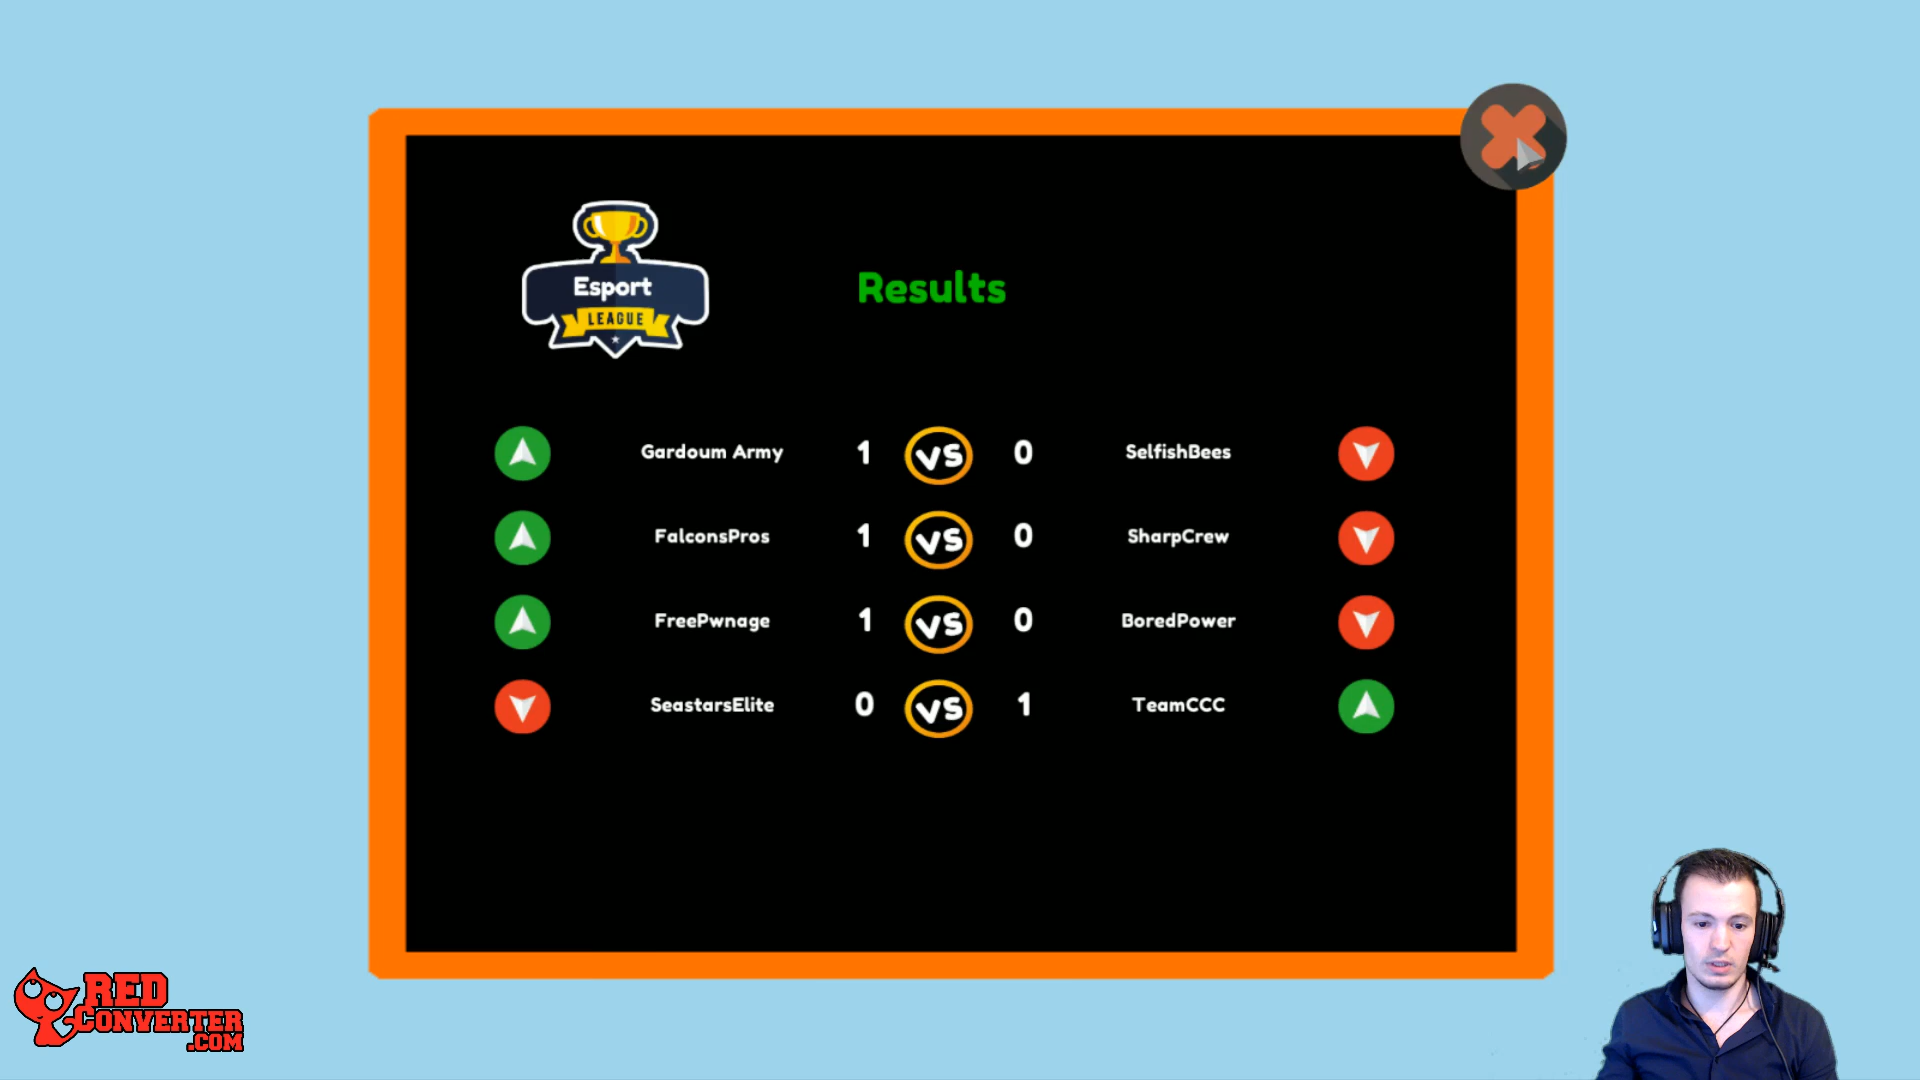 Esport
LEAGUE
Results
Gardoum Army 1 VS 0 SelfishBees
FalconsPros 1 VS 0 SharpCrew
FreePwnage 1 VS 0 BoredPower
SeastarsElite 0 VS 1 TeamCCC
RED
CONVERTER
.COM